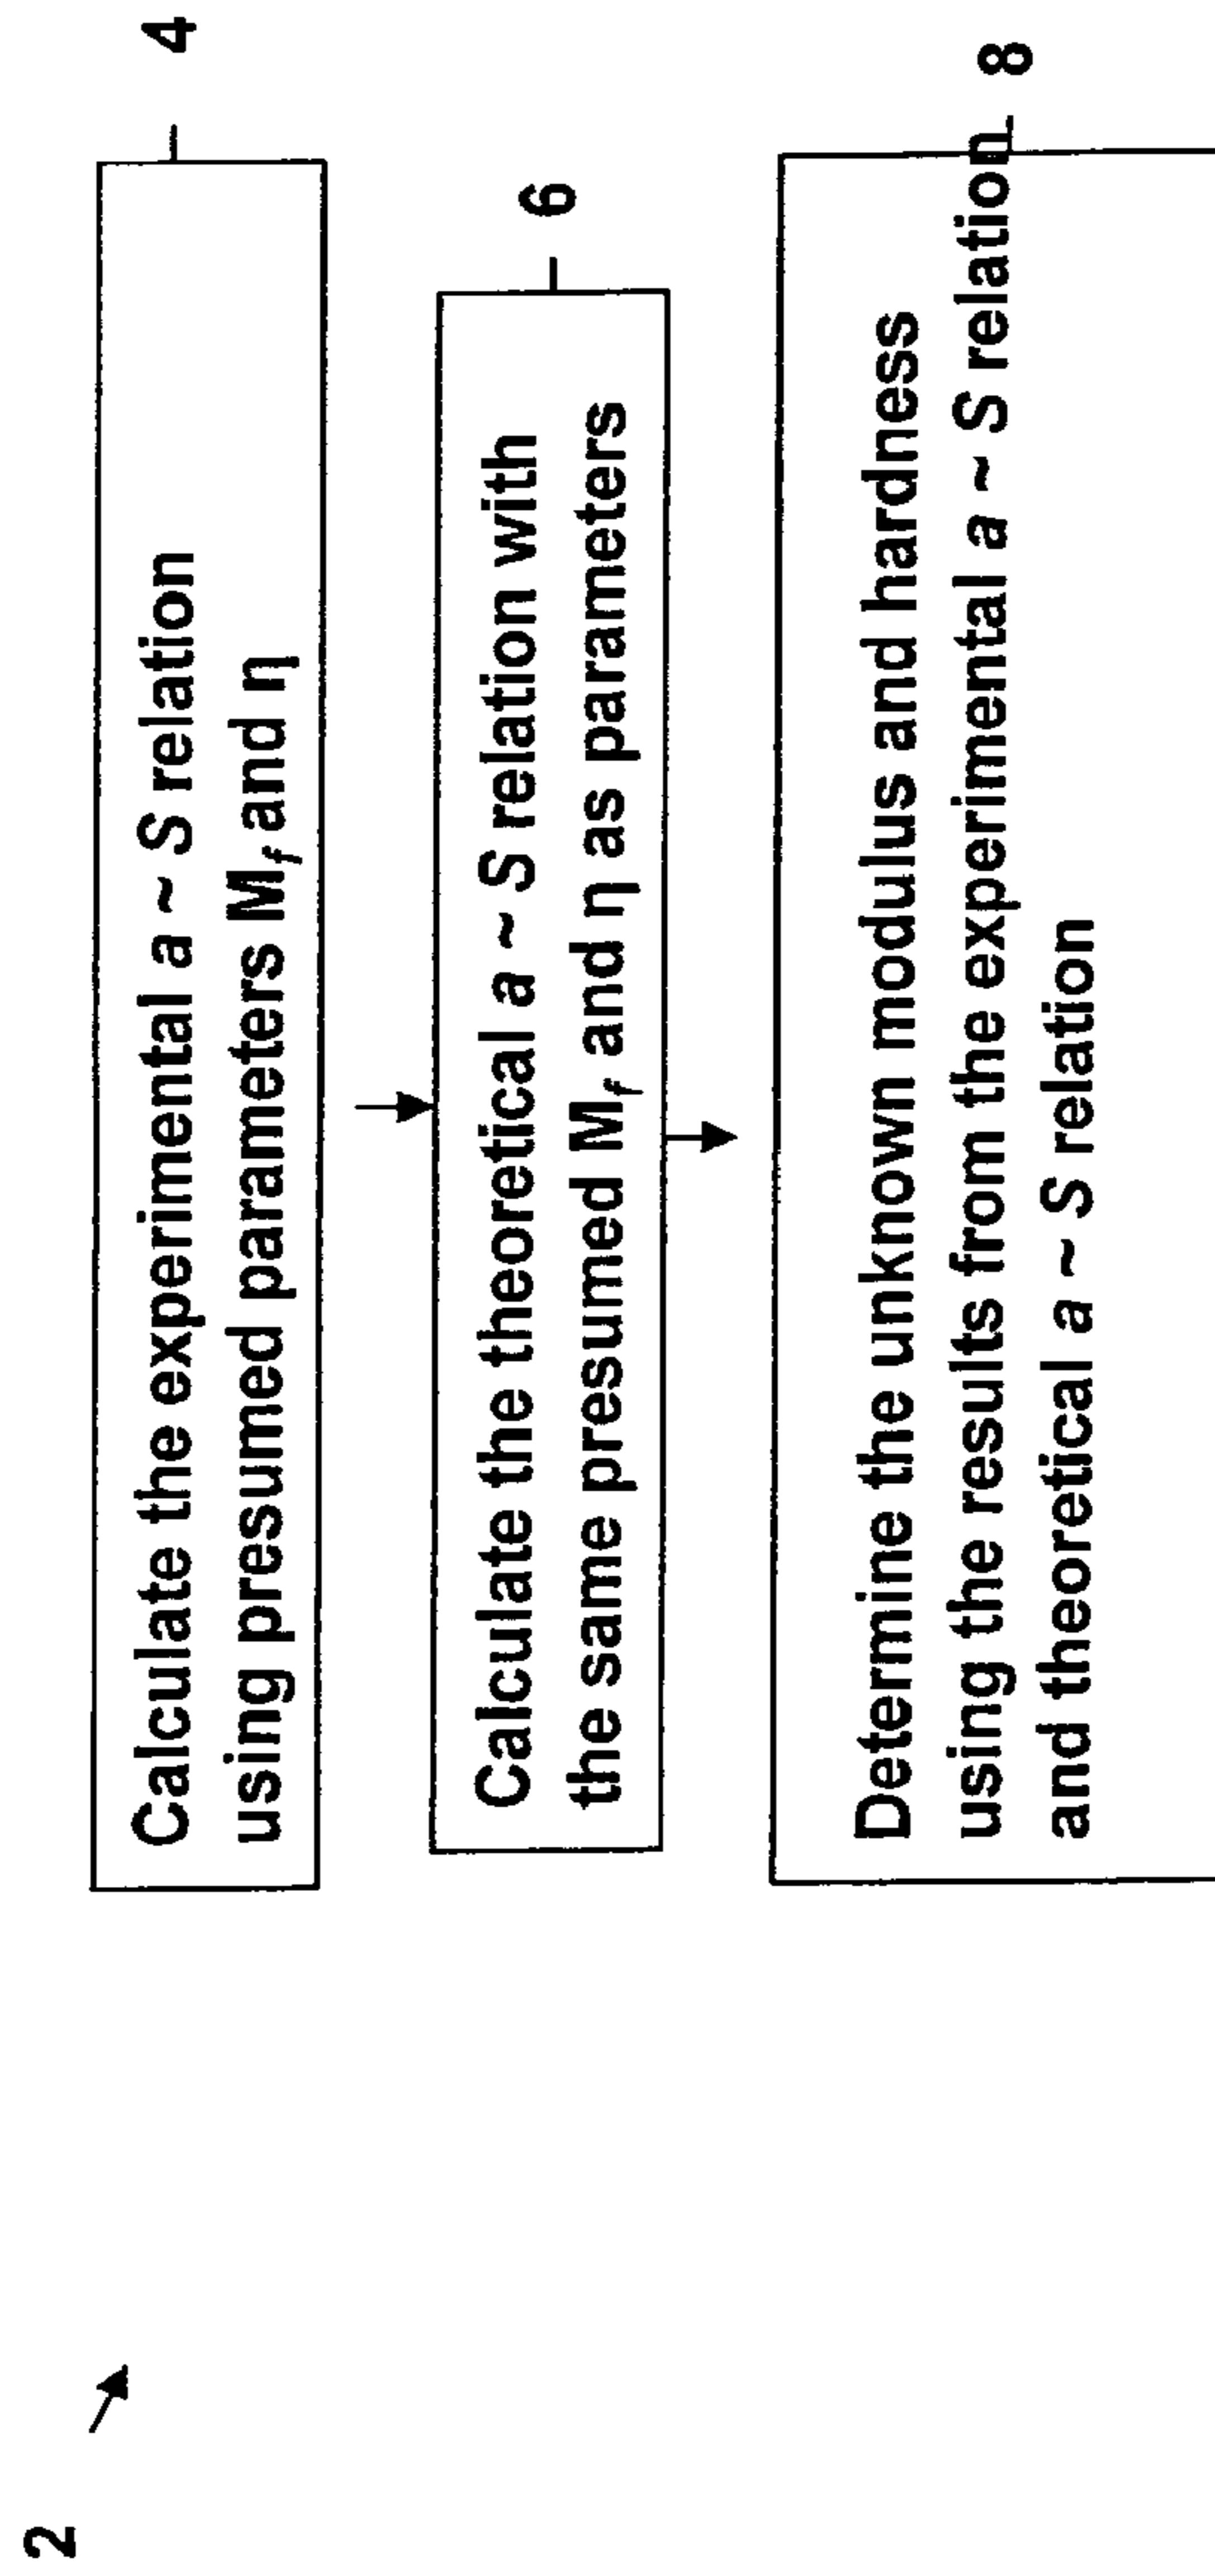 2
Calculate the experimental a ~ S relation
using presumed parameters Mf and η
4
Calculate the theoretical a ~ S relation with
the same presumed Mf and η as parameters
6
Determine the unknown modulus and hardness
using the results from the experimental a ~ S relation
and theoretical a ~ S relation
8